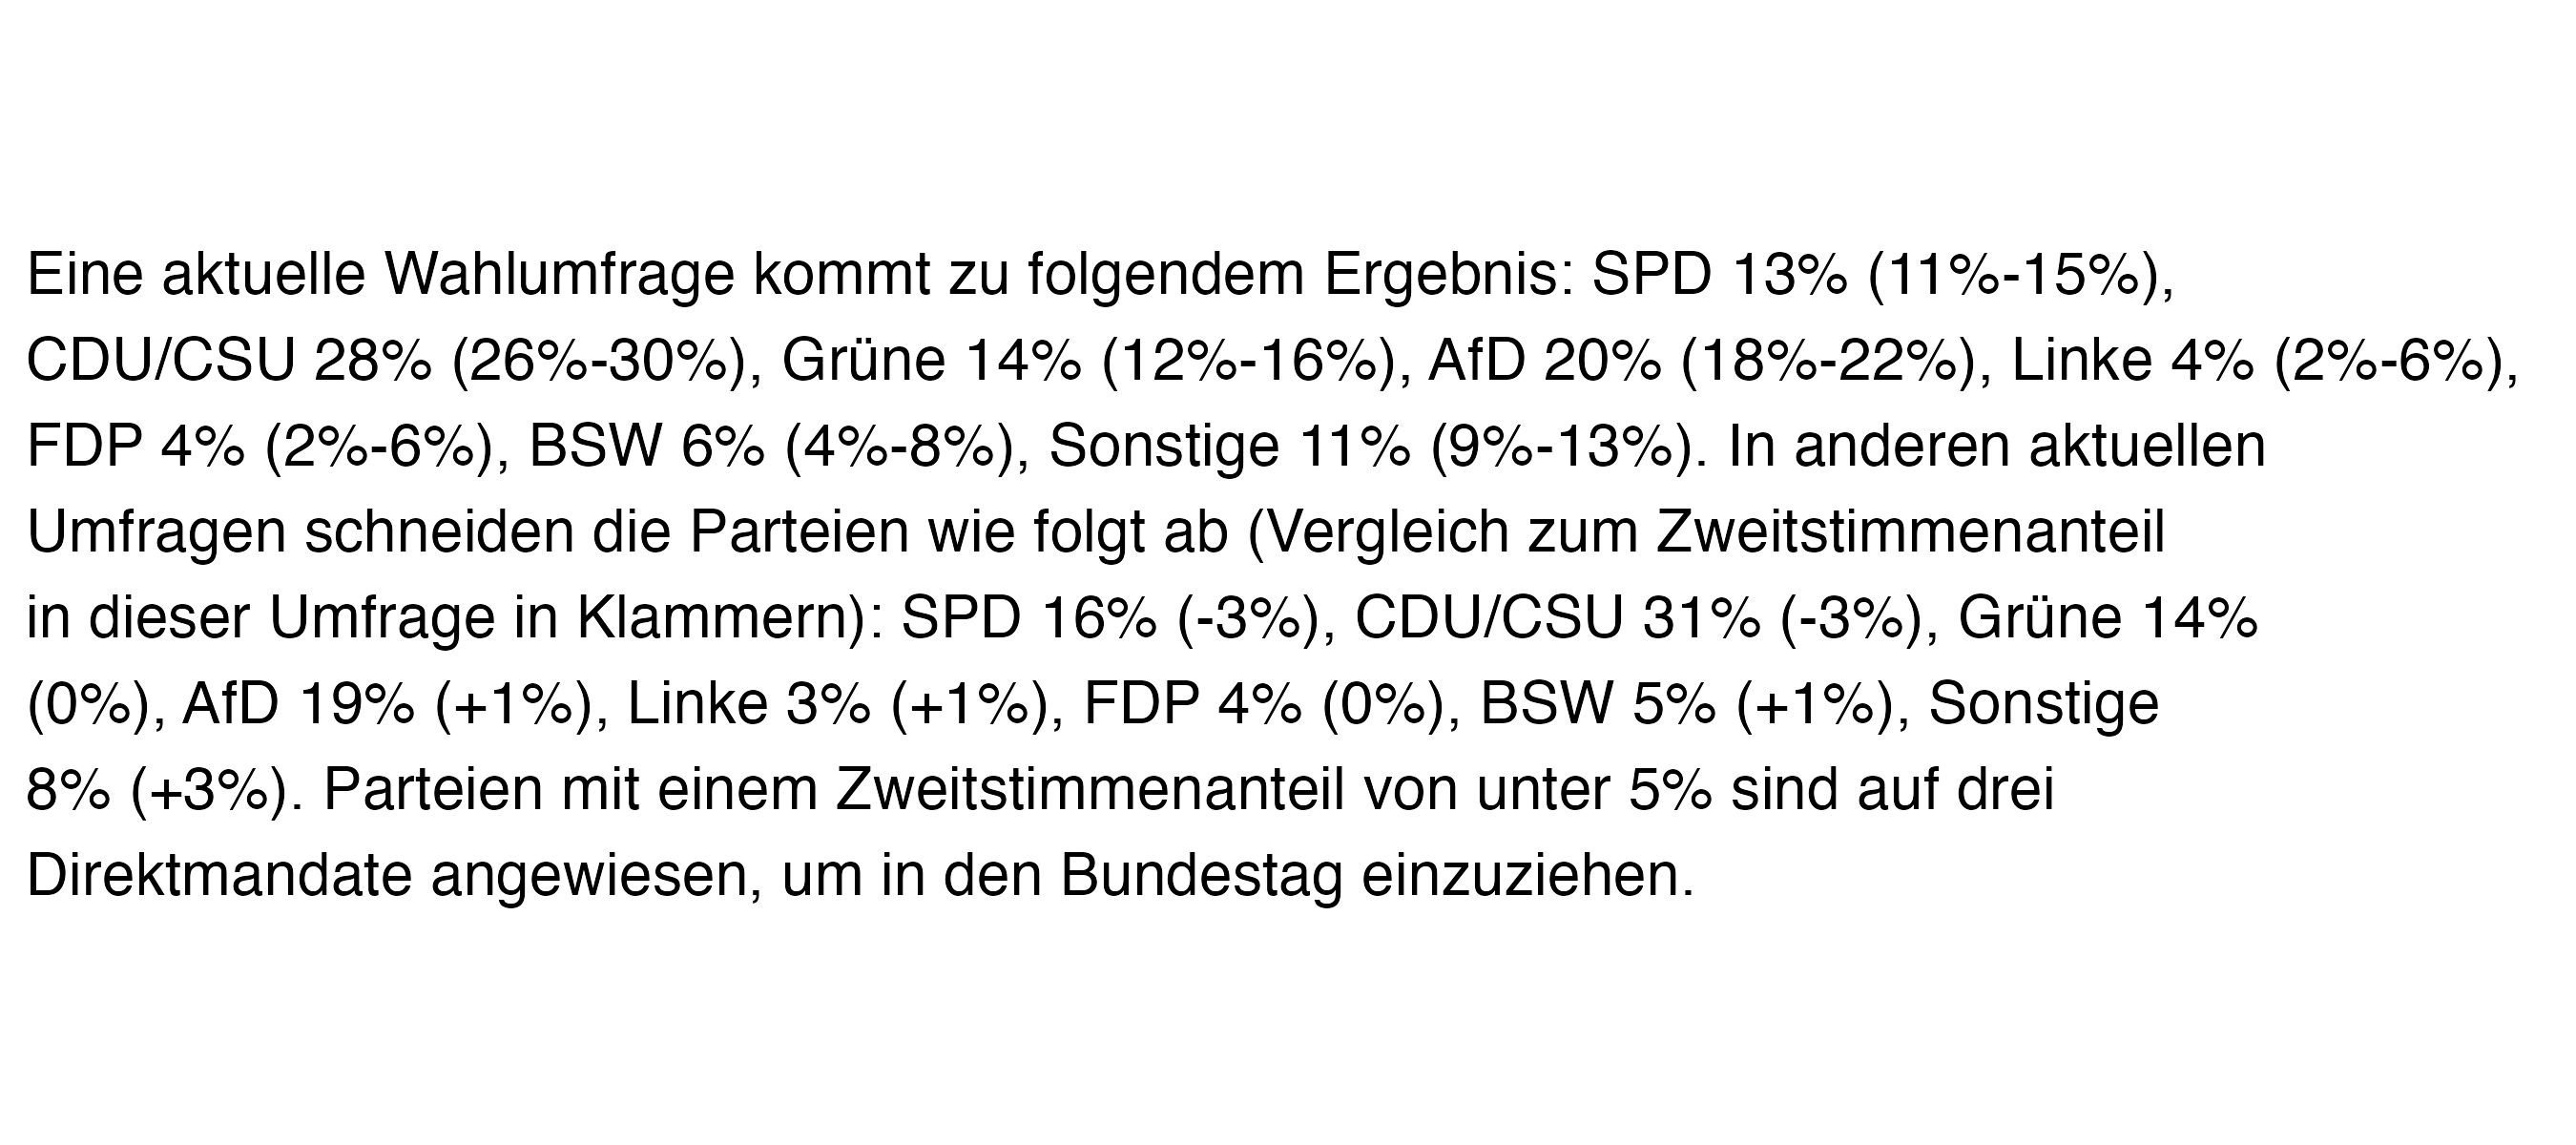 Eine aktuelle Wahlumfrage kommt zu folgendem Ergebnis: SPD 13% (11%-15%),
CDU/CSU 28% (26%-30%), Grüne 14% (12%-16%), AfD 20% (18%-22%), Linke 4% (2%-6%),
FDP 4% (2%-6%), BSW 6% (4%-8%), Sonstige 11% (9%-13%). In anderen aktuellen
Umfragen schneiden die Parteien wie folgt ab (Vergleich zum Zweitstimmenanteil
in dieser Umfrage in Klammern): SPD 16% (-3%), CDU/CSU 31% (-3%), Grüne 14%
(0%), AfD 19% (+1%), Linke 3% (+1%), FDP 4% (0%), BSW 5% (+1%), Sonstige
8% (+3%). Parteien mit einem Zweitstimmenanteil von unter 5% sind auf drei
Direktmandate angewiesen, um in den Bundestag einzuziehen.